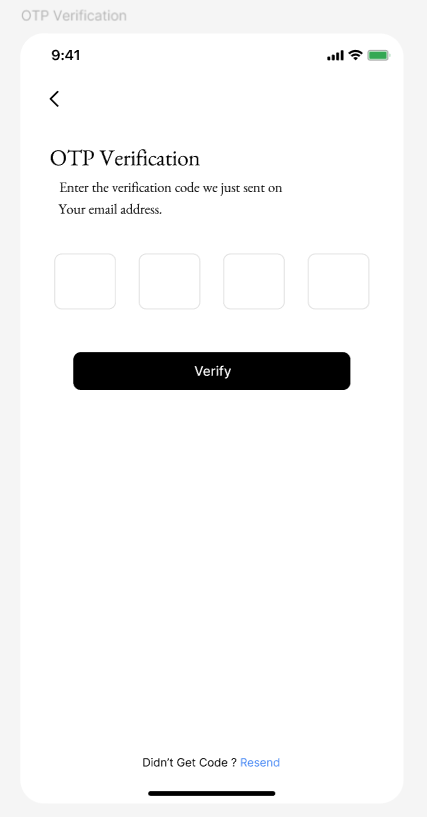 OTP Verification
9:41
OTP Verification
Enter the verification code we just sent on
Your email address.
Verify
Didn’t Get Code ? Resend